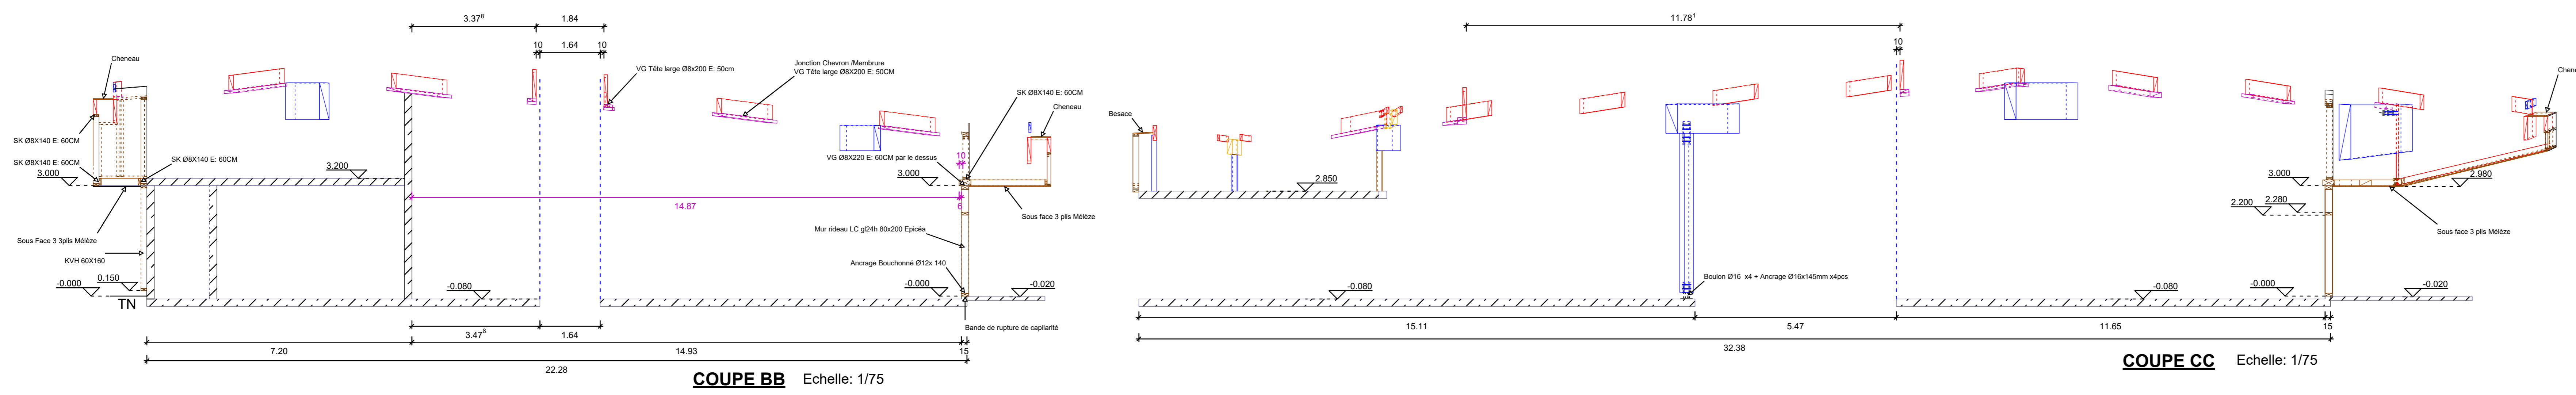 3.37⁸
1.84
10
1.64
10
Cheneau
VG Tête large Ø8x200 E: 50cm
Jonction Chevron /Membrure
VG Tête large Ø8X200 E: 50CM
SK Ø8X140 E: 60CM
Cheneau
SK Ø8X140 E: 60CM
SK Ø8X140 E: 60CM
SK Ø8X140 E: 60CM
3.000
3.200
VG Ø8X220 E: 60CM par le dessus
10
3.000
14.87
6
Sous face 3 plis Mélèze
Sous Face 3 3plis Mélèze
KVH 60X160
Mur rideau LC gl24h 80x200 Epicéa
Ancrage Bouchonné Ø12x 140
-0.000
0.150
TN
-0.080
-0.000
-0.020
Bande de rupture de capilarité
3.47⁸
1.64
7.20
14.93
15
22.28
COUPE BB
Echelle: 1/75
11.78¹
10
Besace
Chene
2.850
3.000
2.980
2.200
2.280
Sous face 3 plis Mélèze
Boulon Ø16 x4 + Ancrage Ø16x145mm x4pcs
-0.080
-0.080
-0.000
-0.020
15.11
5.47
11.65
15
32.38
COUPE CC
Echelle: 1/75